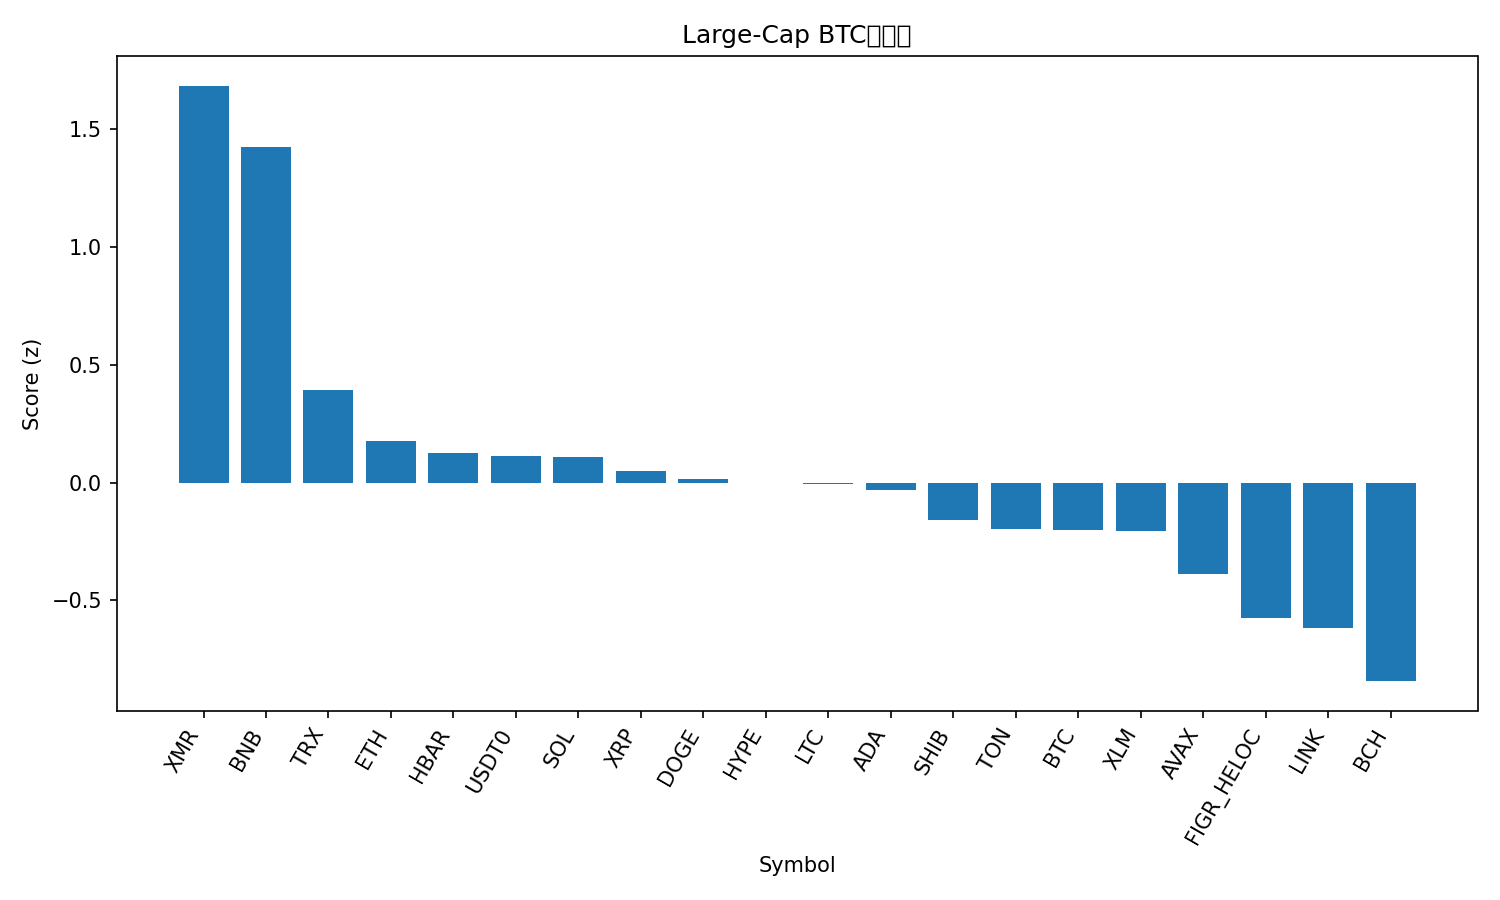 Large-Cap BTC
Score (z)
1.5
1.0
0.5
0.0
−0.5
XMR
BNB
TRX
ETH
HBAR
USDT0
SOL
XRP
DOGE
HYPE
LTC
ADA
SHIB
TON
BTC
XLM
AVAX
FIGR_HELOC
LINK
BCH
Symbol